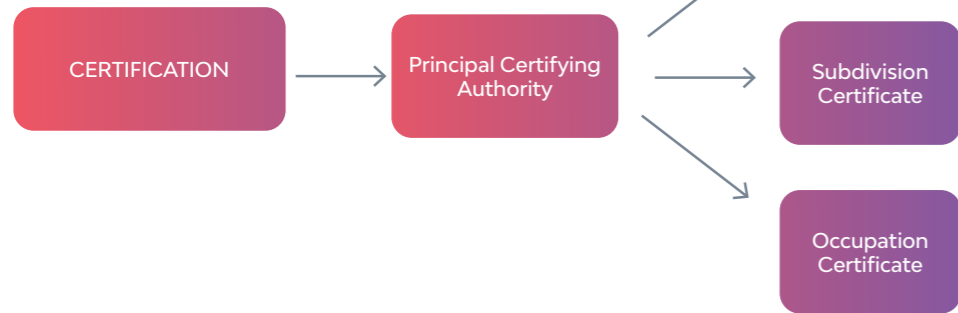 CERTIFICATION
Principal Certifying
Authority
Subdivision
Certificate
Occupation
Certificate